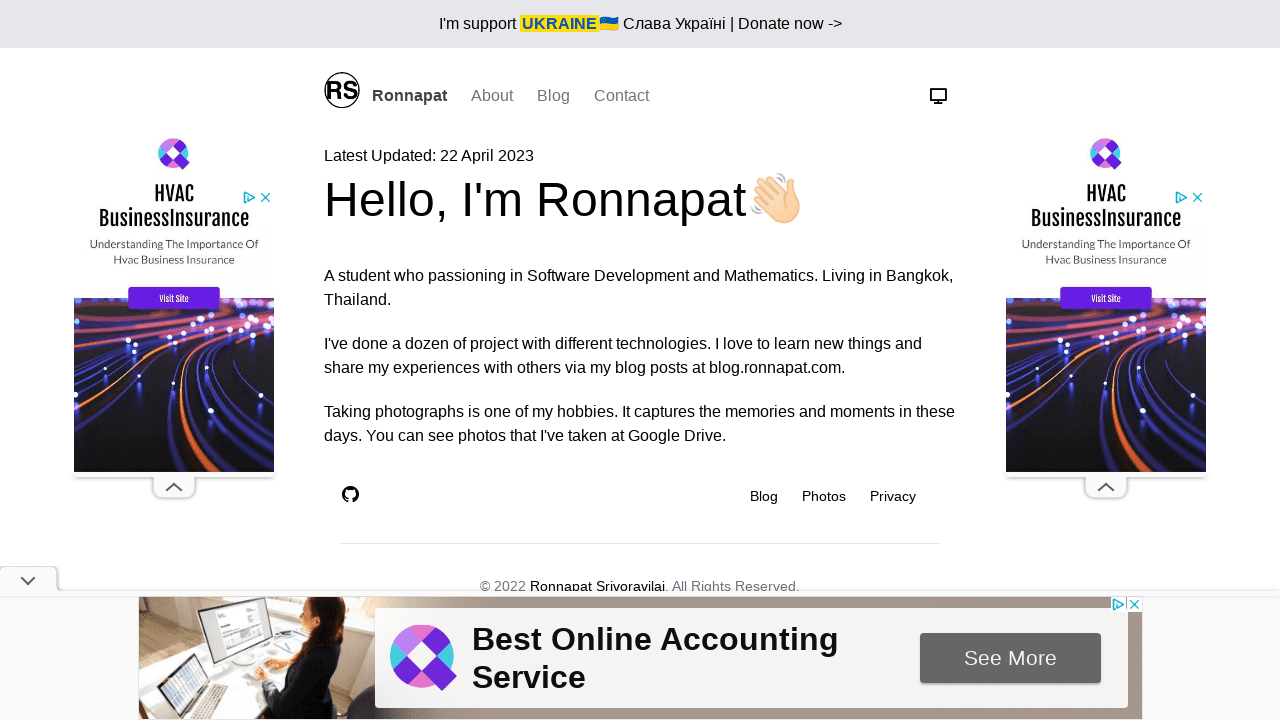 I'm support UKRAINE🇺🇦 Слава Україні | Donate now ->
RS Ronnapat About Blog Contact
Latest Updated: 22 April 2023
Hello, I'm Ronnapat👋🏻
A student who passioning in Software Development and Mathematics. Living in Bangkok,
Thailand.
I've done a dozen of project with different technologies. I love to learn new things and
share my experiences with others via my blog posts at blog.ronnapat.com.
Taking photographs is one of my hobbies. It captures the memories and moments in these
days. You can see photos that I've taken at Google Drive.
Blog Photos Privacy
© 2022 Ronnapat Srivoravilai. All Rights Reserved.
HVAC
BusinessInsurance
Understanding The Importance Of
Hvac Business Insurance
Visit Site
HVAC
BusinessInsurance
Understanding The Importance Of
Hvac Business Insurance
Visit Site
Best Online Accounting
Service
See More